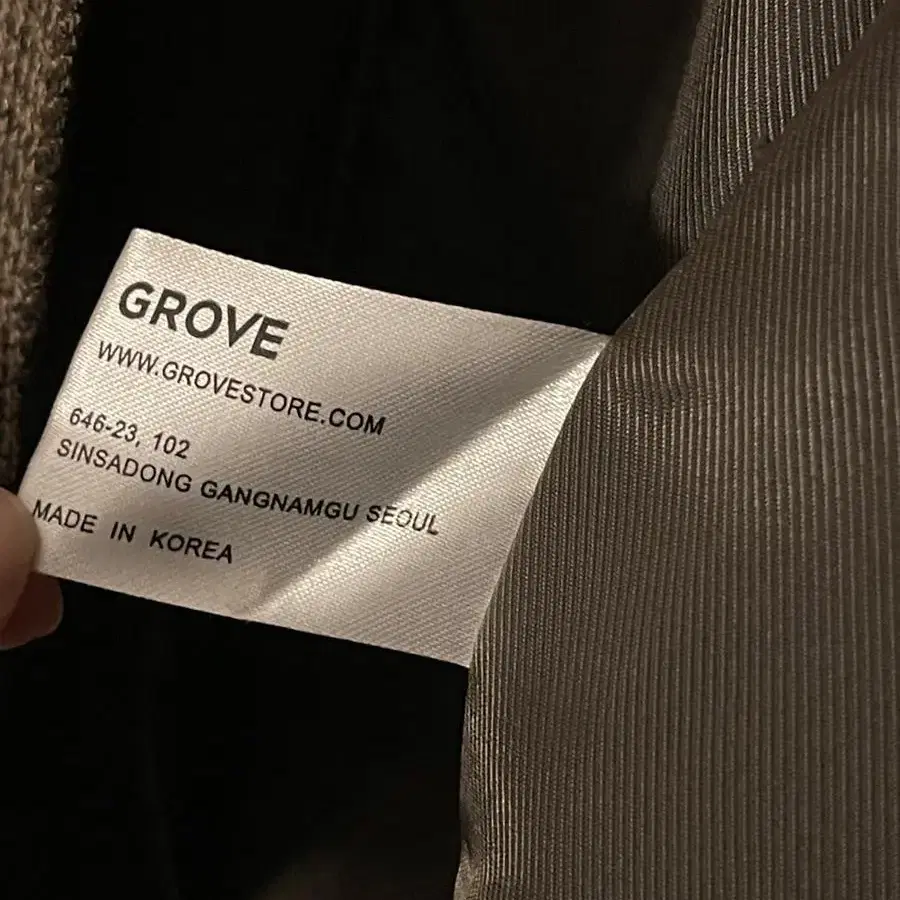 GROVE
WWW.GROVESTORE.COM
646-23, 102
SINSADONG GANGNAMGU SEOUL
MADE IN KOREA